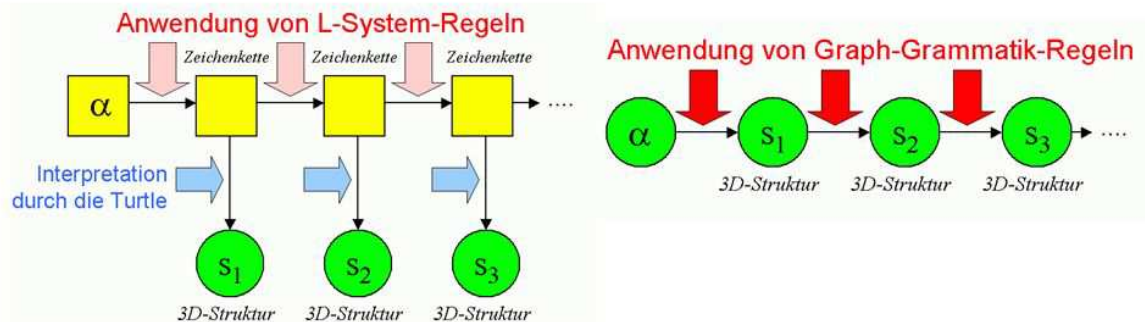 Anwendung von L-System-Regeln
Zeichenkette Zeichenkette Zeichenkette
α ....
Interpretation
durch die Turtle
S1 S2 S3
3D-Struktur 3D-Struktur 3D-Struktur
Anwendung von Graph-Grammatik-Regeln
α S1 S2 S3 ....
3D-Struktur 3D-Struktur 3D-Struktur